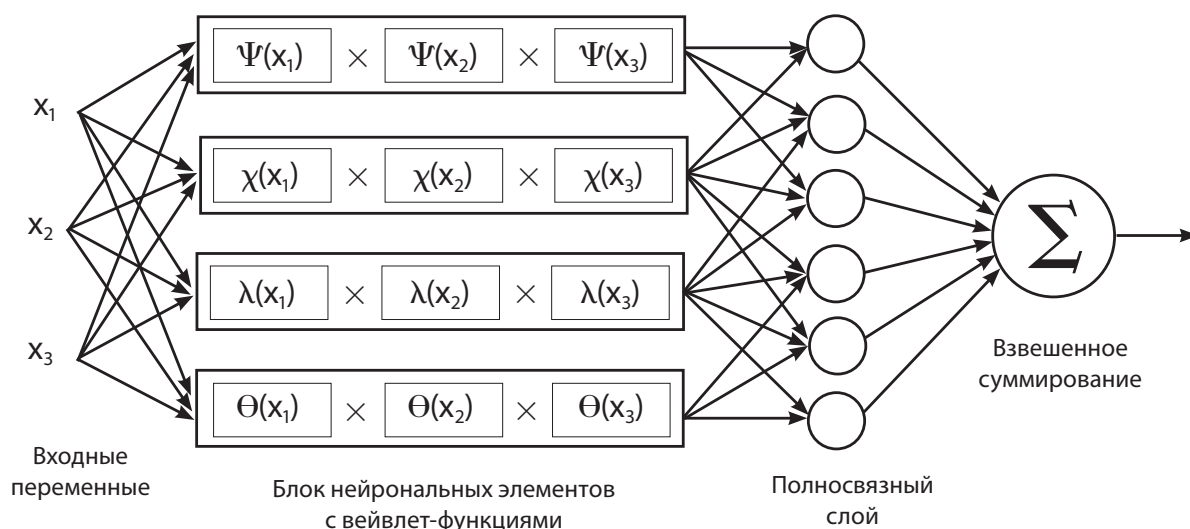 Ψ(x₁) × Ψ(x₂) × Ψ(x₃)
x₁
χ(x₁) × χ(x₂) × χ(x₃)
x₂
λ(x₁) × λ(x₂) × λ(x₃)
x₃
Θ(x₁) × Θ(x₂) × Θ(x₃)
Σ
Взвешенное
суммирование
Входные
переменные
Блок нейрональных элементов
с вейвлет-функциями
Полносвязный
слой